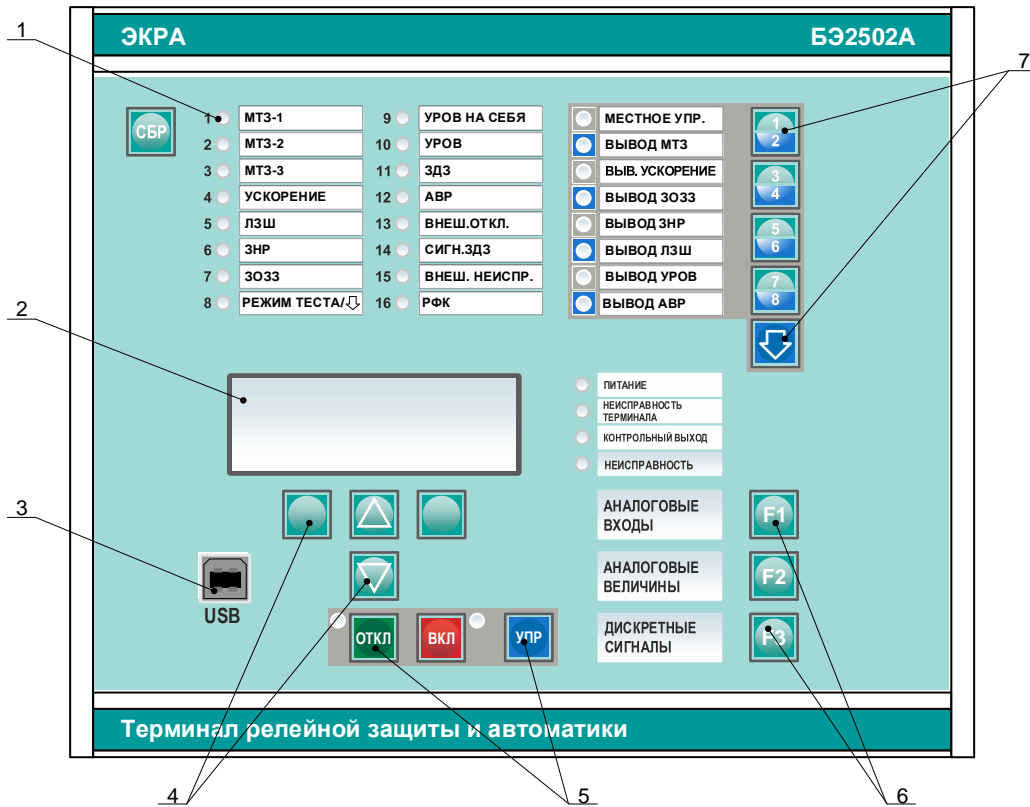 ЭКРА
БЭ2502А
1
7
СБР
1
МТЗ-1
2
МТЗ-2
3
МТЗ-3
4
УСКОРЕНИЕ
5
ЛЗШ
6
ЗНР
7
ЗОЗЗ
8
РЕЖИМ ТЕСТА/
9
УРОВ НА СЕБЯ
10
УРОВ
11
ЗДЗ
12
АВР
13
ВНЕШ.ОТКЛ.
14
СИГН.ЗДЗ
15
ВНЕШ. НЕИСПР.
16
РФК
МЕСТНОЕ УПР.
ВЫВОД МТЗ
ВЫВ. УСКОРЕНИЕ
ВЫВОД ЗОЗЗ
ВЫВОД ЗНР
ВЫВОД ЛЗШ
ВЫВОД УРОВ
ВЫВОД АВР
1
2
3
4
5
6
7
8
2
ПИТАНИЕ
НЕИСПРАВНОСТЬ
ТЕРМИНАЛА
КОНТРОЛЬНЫЙ ВЫХОД
НЕИСПРАВНОСТЬ
3
USB
АНАЛОГОВЫЕ
ВХОДЫ
F1
АНАЛОГОВЫЕ
ВЕЛИЧИНЫ
F2
ДИСКРЕТНЫЕ
СИГНАЛЫ
F3
ОТКЛ
ВКЛ
УПР
Терминал релейной защиты и автоматики
4
5
6